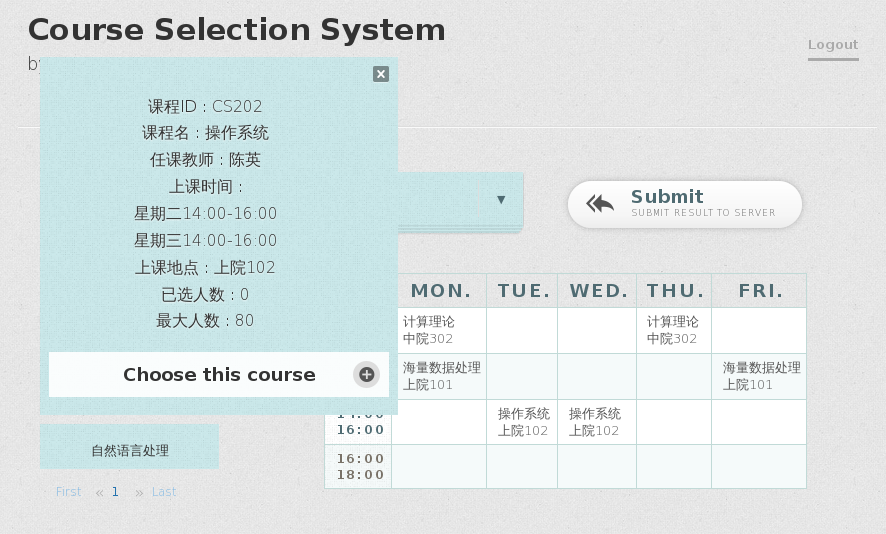 Course Selection System
Logout
课程ID：CS202
课程名：操作系统
任课教师：陈英
上课时间：
星期二14:00-16:00
星期三14:00-16:00
上课地点：上院102
已选人数：0
最大人数：80
Choose this course
▼
Submit
SUBMIT RESULT TO SERVER
MON. TUE. WED. THU. FRI.
计算理论 计算理论
中院302 中院302
海量数据处理 海量数据处理
上院101 上院101
14:00 操作系统 操作系统
16:00 上院102 上院102
16:00
18:00
自然语言处理
First « 1 » Last